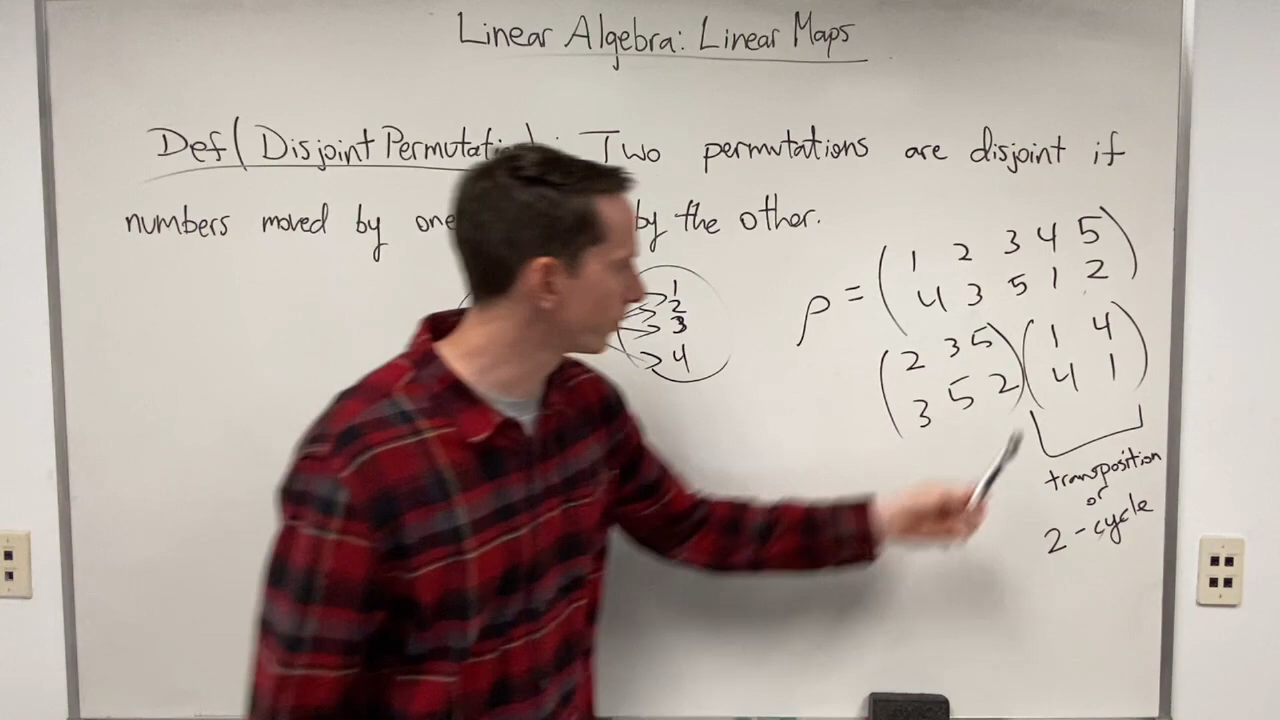 Linear Algebra: Linear Maps
Def( Disjoint Permutation) : Two permutations are disjoint if
numbers moved by one by the other.
1
2
3
4
ρ = ( 1 2 3 4 5 )
( 4 3 5 1 2 )
( 2 3 5 ) ( 1 4 )
( 3 5 2 ) ( 4 1 )
transposition
or
2-cycle